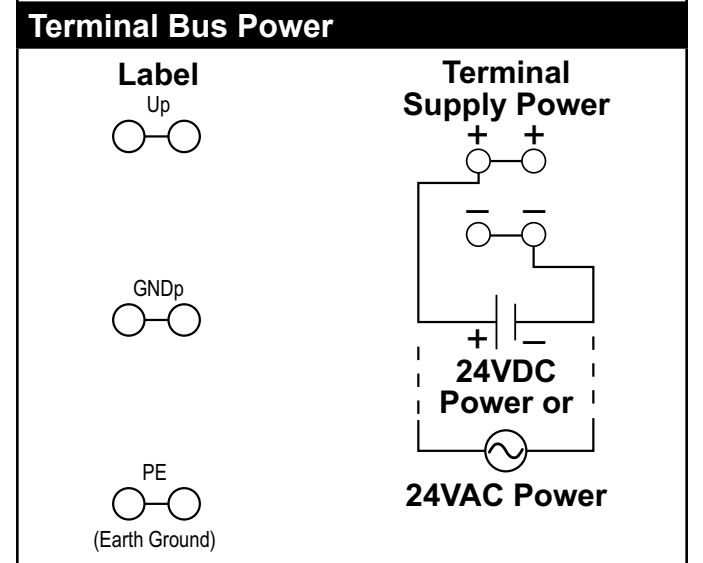 Terminal Bus Power
Label
Up
GNDp
PE
(Earth Ground)
Terminal
Supply Power
+ +
– –
+ –
24VDC
Power or
24VAC Power